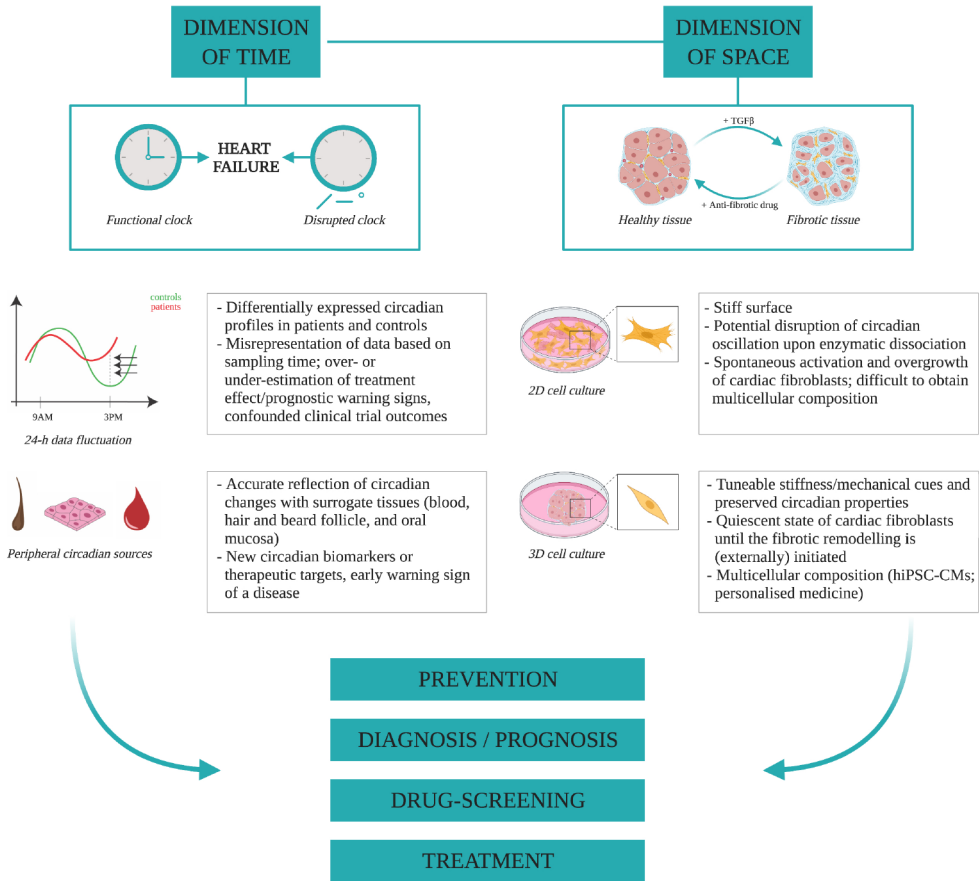 DIMENSION
OF TIME
DIMENSION
OF SPACE
HEART
FAILURE
Functional clock
Disrupted clock
+ TGFβ
+ Anti-fibrotic drug
Healthy tissue
Fibrotic tissue
controls
patients
9AM
3PM
24-h data fluctuation
- Differentially expressed circadian
profiles in patients and controls
- Misrepresentation of data based on
sampling time; over- or
under-estimation of treatment
effect/prognostic warning signs,
confounded clinical trial outcomes
2D cell culture
- Stiff surface
- Potential disruption of circadian
oscillation upon enzymatic dissociation
- Spontaneous activation and overgrowth
of cardiac fibroblasts; difficult to obtain
multicellular composition
Peripheral circadian sources
- Accurate reflection of circadian
changes with surrogate tissues (blood,
hair and beard follicle, and oral
mucosa)
- New circadian biomarkers or
therapeutic targets, early warning sign
of a disease
3D cell culture
- Tuneable stiffness/mechanical cues and
preserved circadian properties
- Quiescent state of cardiac fibroblasts
until the fibrotic remodelling is
(externally) initiated
- Multicellular composition (hiPSC-CMs;
personalised medicine)
PREVENTION
DIAGNOSIS / PROGNOSIS
DRUG-SCREENING
TREATMENT